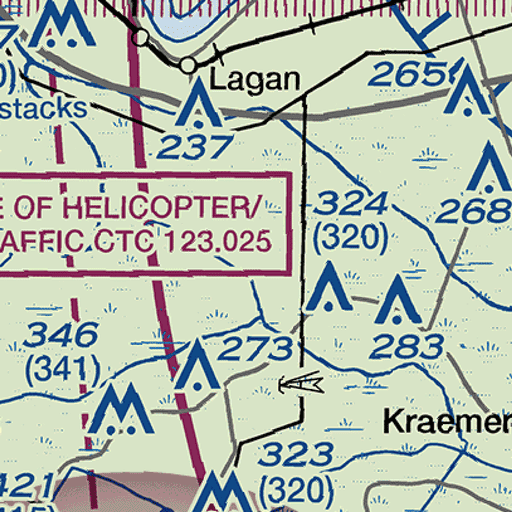 265
Lagan
stacks
237
E OF HELICOPTER/
AFFIC CTC 123.025
324
(320)
268
346
(341)
273
283
Kraemer
323
(320)
421